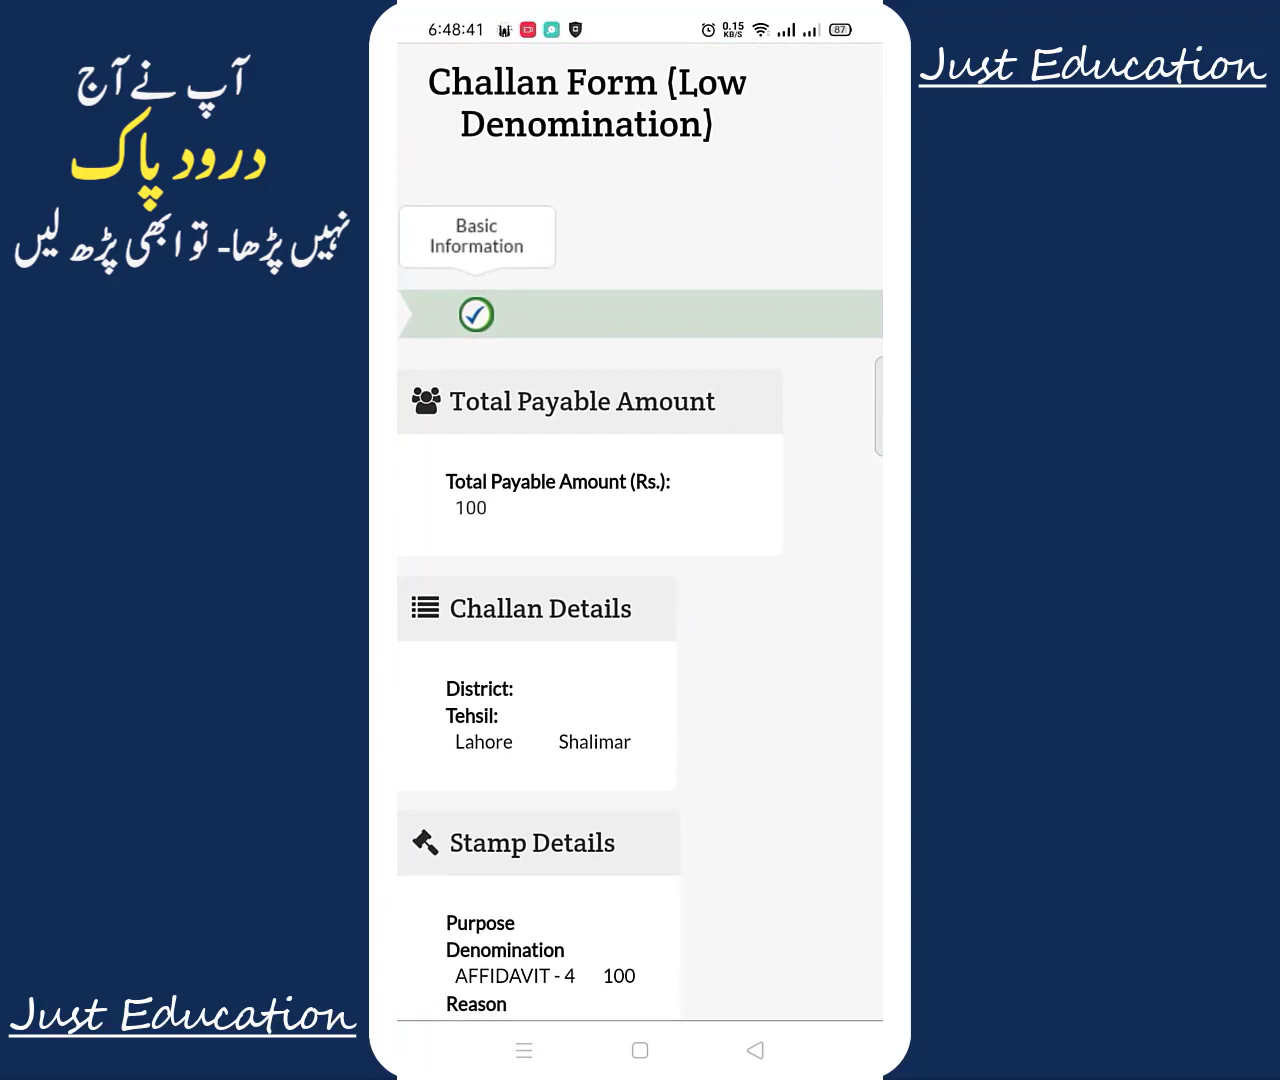 آپ نے آج
درود پاک
نہیں پڑھا- تو ابھی پڑھ لیں
Just Education
6:48:41
0.15
KB/S
87
Challan Form (Low
Denomination)
Basic
Information
Total Payable Amount
Total Payable Amount (Rs.):
100
Challan Details
District:
Tehsil:
Lahore Shalimar
Stamp Details
Purpose
Denomination
AFFIDAVIT - 4 100
Reason
Just Education